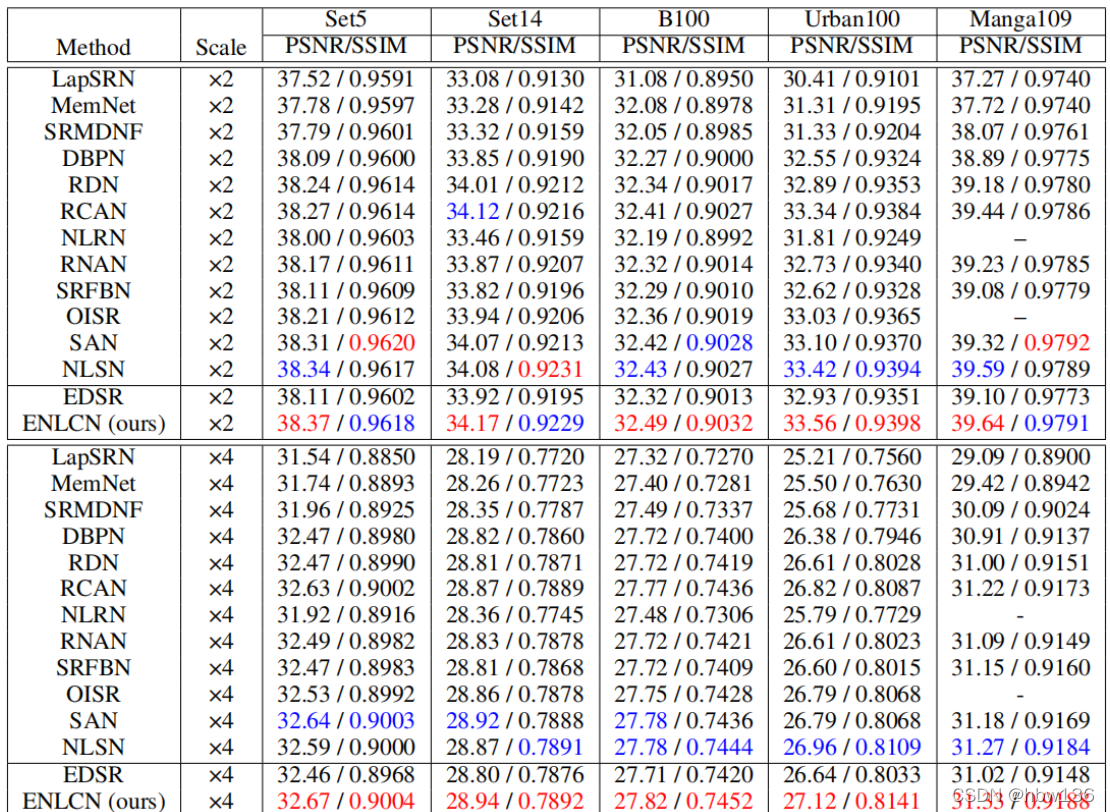 Set5 Set14 B100 Urban100 Manga109
Method Scale PSNR/SSIM PSNR/SSIM PSNR/SSIM PSNR/SSIM PSNR/SSIM
LapSRN ×2 37.52 / 0.9591 33.08 / 0.9130 31.08 / 0.8950 30.41 / 0.9101 37.27 / 0.9740
MemNet ×2 37.78 / 0.9597 33.28 / 0.9142 32.08 / 0.8978 31.31 / 0.9195 37.72 / 0.9740
SRMDNF ×2 37.79 / 0.9601 33.32 / 0.9159 32.05 / 0.8985 31.33 / 0.9204 38.07 / 0.9761
DBPN ×2 38.09 / 0.9600 33.85 / 0.9190 32.27 / 0.9000 32.55 / 0.9324 38.89 / 0.9775
RDN ×2 38.24 / 0.9614 34.01 / 0.9212 32.34 / 0.9017 32.89 / 0.9353 39.18 / 0.9780
RCAN ×2 38.27 / 0.9614 34.12 / 0.9216 32.41 / 0.9027 33.34 / 0.9384 39.44 / 0.9786
NLRN ×2 38.00 / 0.9603 33.46 / 0.9159 32.19 / 0.8992 31.81 / 0.9249 –
RNAN ×2 38.17 / 0.9611 33.87 / 0.9207 32.32 / 0.9014 32.73 / 0.9340 39.23 / 0.9785
SRFBN ×2 38.11 / 0.9609 33.82 / 0.9196 32.29 / 0.9010 32.62 / 0.9328 39.08 / 0.9779
OISR ×2 38.21 / 0.9612 33.94 / 0.9206 32.36 / 0.9019 33.03 / 0.9365 –
SAN ×2 38.31 / 0.9620 34.07 / 0.9213 32.42 / 0.9028 33.10 / 0.9370 39.32 / 0.9792
NLSN ×2 38.34 / 0.9617 34.08 / 0.9231 32.43 / 0.9027 33.42 / 0.9394 39.59 / 0.9789
EDSR ×2 38.11 / 0.9602 33.92 / 0.9195 32.32 / 0.9013 32.93 / 0.9351 39.10 / 0.9773
ENLCN (ours) ×2 38.37 / 0.9618 34.17 / 0.9229 32.49 / 0.9032 33.56 / 0.9398 39.64 / 0.9791
LapSRN ×4 31.54 / 0.8850 28.19 / 0.7720 27.32 / 0.7270 25.21 / 0.7560 29.09 / 0.8900
MemNet ×4 31.74 / 0.8893 28.26 / 0.7723 27.40 / 0.7281 25.50 / 0.7630 29.42 / 0.8942
SRMDNF ×4 31.96 / 0.8925 28.35 / 0.7787 27.49 / 0.7337 25.68 / 0.7731 30.09 / 0.9024
DBPN ×4 32.47 / 0.8980 28.82 / 0.7860 27.72 / 0.7400 26.38 / 0.7946 30.91 / 0.9137
RDN ×4 32.47 / 0.8990 28.81 / 0.7871 27.72 / 0.7419 26.61 / 0.8028 31.00 / 0.9151
RCAN ×4 32.63 / 0.9002 28.87 / 0.7889 27.77 / 0.7436 26.82 / 0.8087 31.22 / 0.9173
NLRN ×4 31.92 / 0.8916 28.36 / 0.7745 27.48 / 0.7306 25.79 / 0.7729 -
RNAN ×4 32.49 / 0.8982 28.83 / 0.7878 27.72 / 0.7421 26.61 / 0.8023 31.09 / 0.9149
SRFBN ×4 32.47 / 0.8983 28.81 / 0.7868 27.72 / 0.7409 26.60 / 0.8015 31.15 / 0.9160
OISR ×4 32.53 / 0.8992 28.86 / 0.7878 27.75 / 0.7428 26.79 / 0.8068 -
SAN ×4 32.64 / 0.9003 28.92 / 0.7888 27.78 / 0.7436 26.79 / 0.8068 31.18 / 0.9169
NLSN ×4 32.59 / 0.9000 28.87 / 0.7891 27.78 / 0.7444 26.96 / 0.8109 31.27 / 0.9184
EDSR ×4 32.46 / 0.8968 28.80 / 0.7876 27.71 / 0.7420 26.64 / 0.8033 31.02 / 0.9148
ENLCN (ours) ×4 32.67 / 0.9004 28.94 / 0.7892 27.82 / 0.7452 27.12 / 0.8141